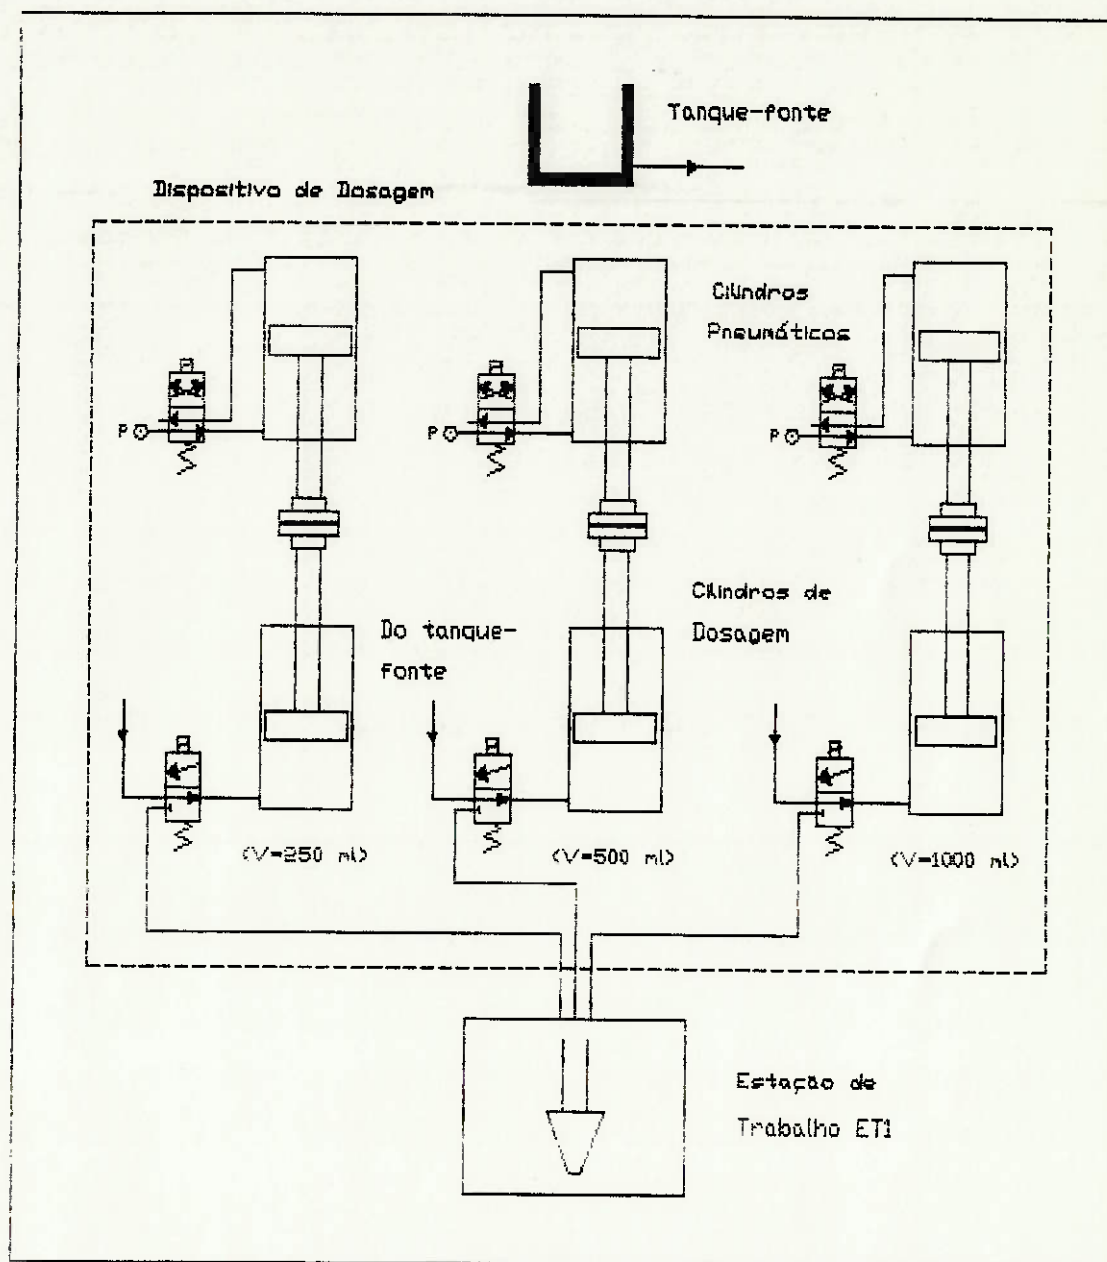 Tanque-fonte
Dispositivo de Dosagem
Cilindros
Pneumáticos
P
P
P
Cilindros de
Dosagem
Do tanque-
fonte
(V=250 ml)
(V=500 ml)
(V=1000 ml)
Estação de
Trabalho ET1